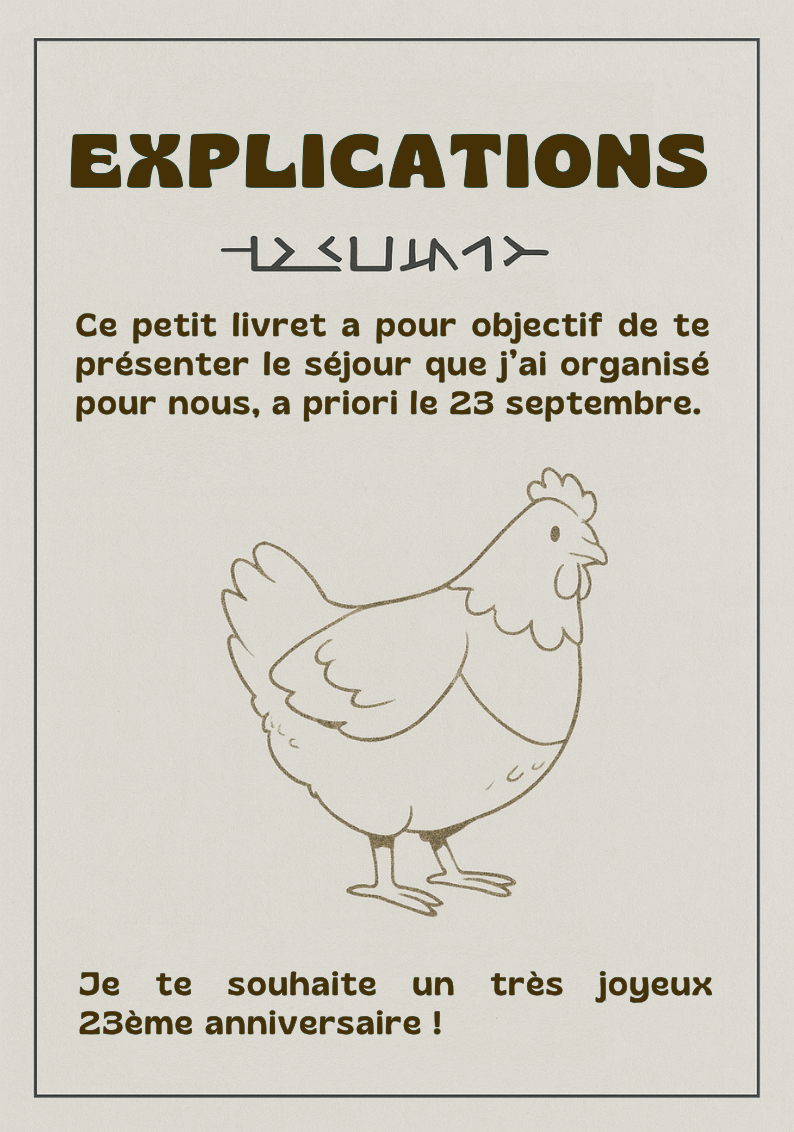 EXPLICATIONS
Ce petit livret a pour objectif de te
présenter le séjour que j’ai organisé
pour nous, a priori le 23 septembre.
Je te souhaite un très joyeux
23ème anniversaire !